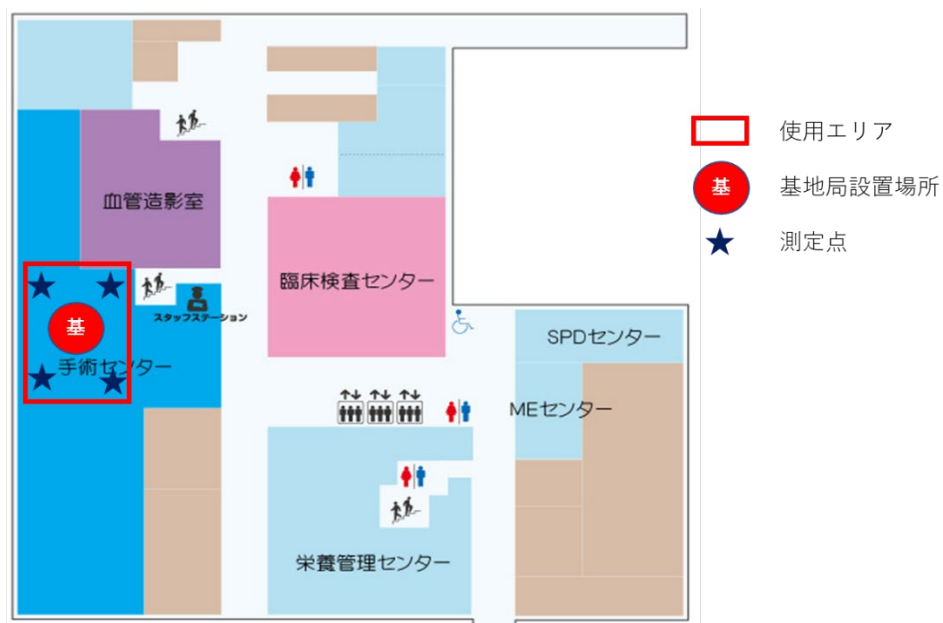 使用エリア
基
基地局設置場所
測定点
血管造影室
臨床検査センター
スタッフステーション
基
手術センター
SPDセンター
MEセンター
栄養管理センター